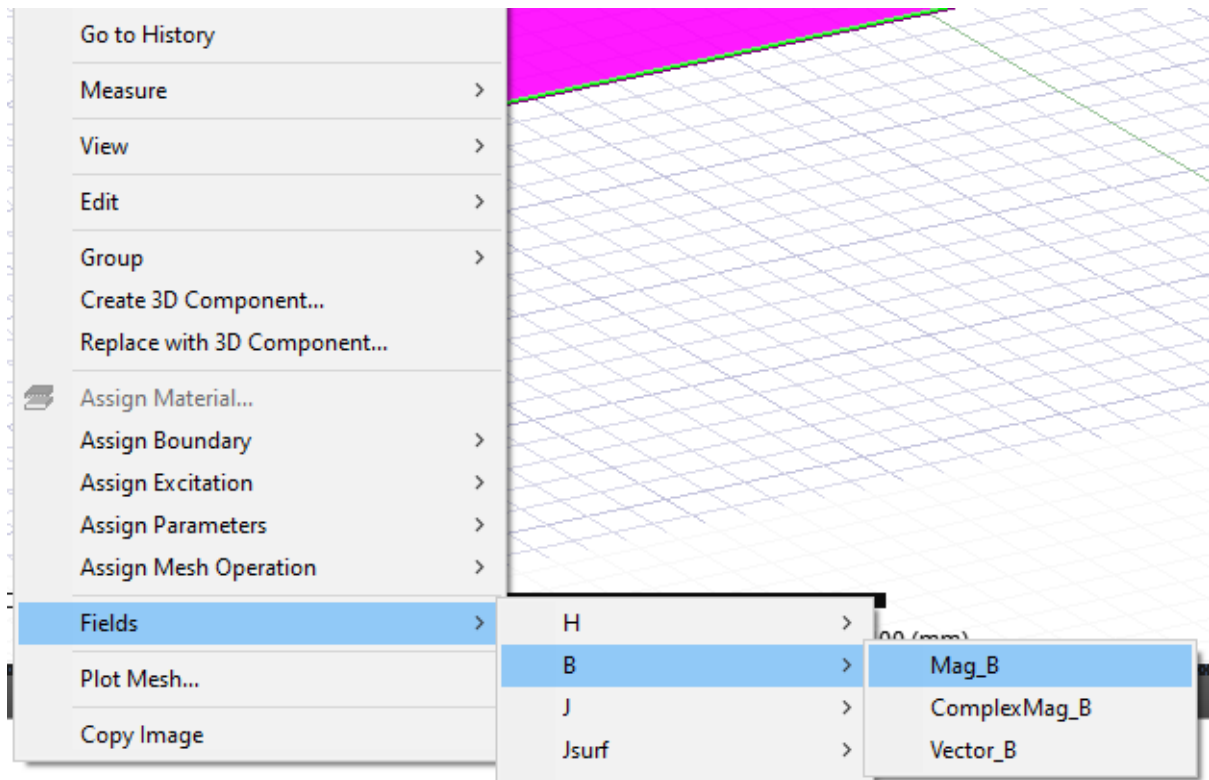 Go to History
Measure
View
Edit
Group
Create 3D Component...
Replace with 3D Component...
Assign Material...
Assign Boundary
Assign Excitation
Assign Parameters
Assign Mesh Operation
Fields
Plot Mesh...
Copy Image
H
B
J
Jsurf
(mm)
Mag_B
ComplexMag_B
Vector_B